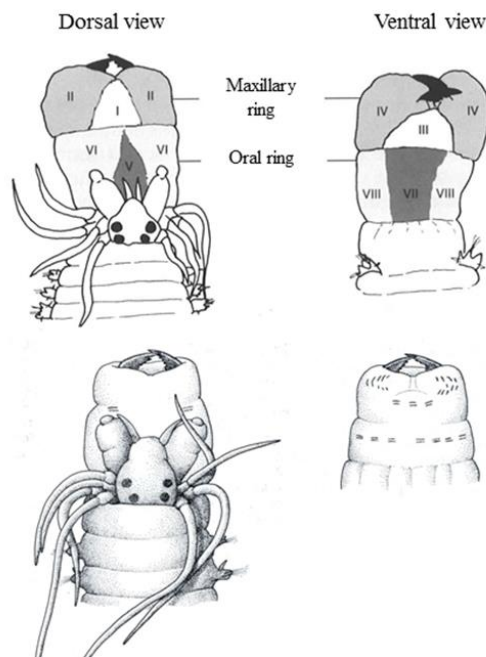 Dorsal view
Ventral view
II
I
II
Maxillary
ring
IV
III
IV
VI
V
VI
Oral ring
VIII
VII
VIII